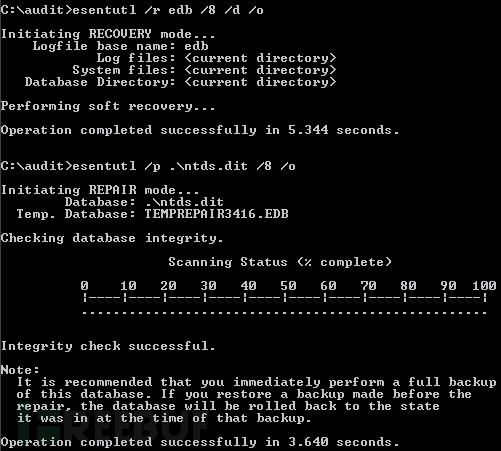 C:\audit>esentutl /r edb /8 /d /o
Initiating RECOVERY mode...
Logfile base name: edb
Log files: <current directory>
System files: <current directory>
Database Directory: <current directory>
Performing soft recovery...
Operation completed successfully in 5.344 seconds.
C:\audit>esentutl /p .\ntds.dit /8 /o
Initiating REPAIR mode...
Database: .\ntds.dit
Temp. Database: TEMPREPAIR3416.EDB
Checking database integrity.
Scanning Status (% complete)
0    10   20   30   40   50   60   70   80   90  100
|----|----|----|----|----|----|----|----|----|----|
...................................................
Integrity check successful.
Note:
It is recommended that you immediately perform a full backup
of this database. If you restore a backup made before the
repair, the database will be rolled back to the state
it was in at the time of that backup.
Operation completed successfully in 3.640 seconds.
REEBUF